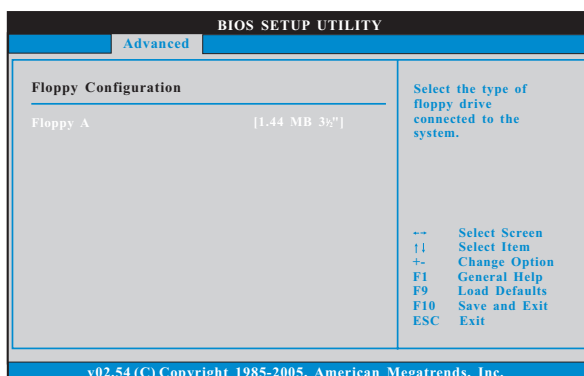 BIOS SETUP UTILITY
Advanced
Floppy Configuration
Floppy A [1.44 MB 3½"]
Select the type of
floppy drive
connected to the
system.
←→ Select Screen
↑↓ Select Item
+- Change Option
F1 General Help
F9 Load Defaults
F10 Save and Exit
ESC Exit
v02.54 (C) Copyright 1985-2005, American Megatrends, Inc.